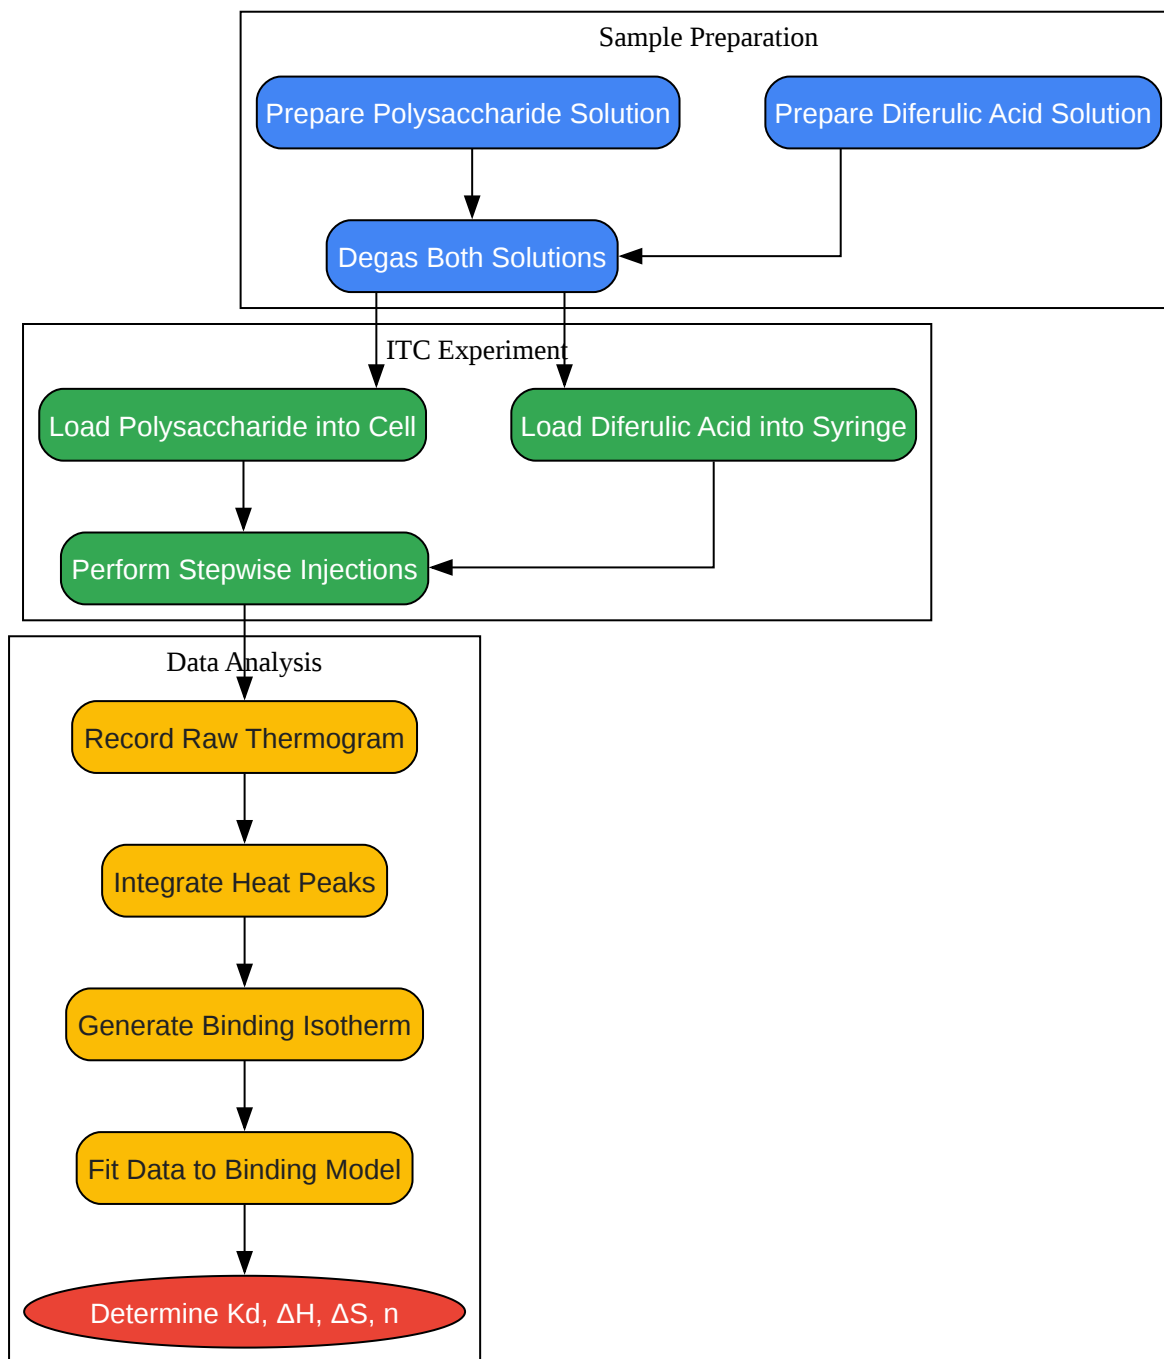 Sample Preparation
Prepare Polysaccharide Solution
Prepare Diferulic Acid Solution
Degas Both Solutions
ITC Experiment
Load Polysaccharide into Cell
Load Diferulic Acid into Syringe
Perform Stepwise Injections
Data Analysis
Record Raw Thermogram
Integrate Heat Peaks
Generate Binding Isotherm
Fit Data to Binding Model
Determine Kd, ΔH, ΔS, n